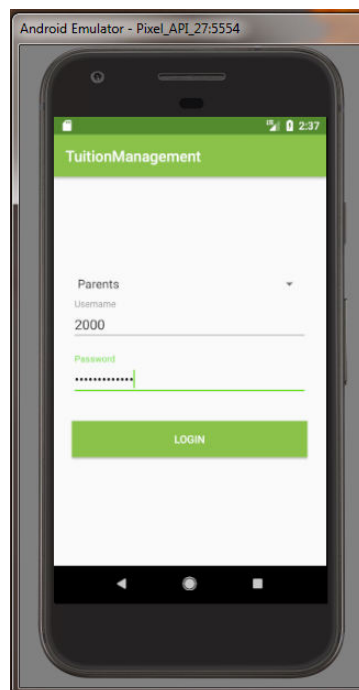 Android Emulator - Pixel_API_27:5554
2:37
TuitionManagement
Parents
Username
2000
Password
•••••••••••••
LOGIN